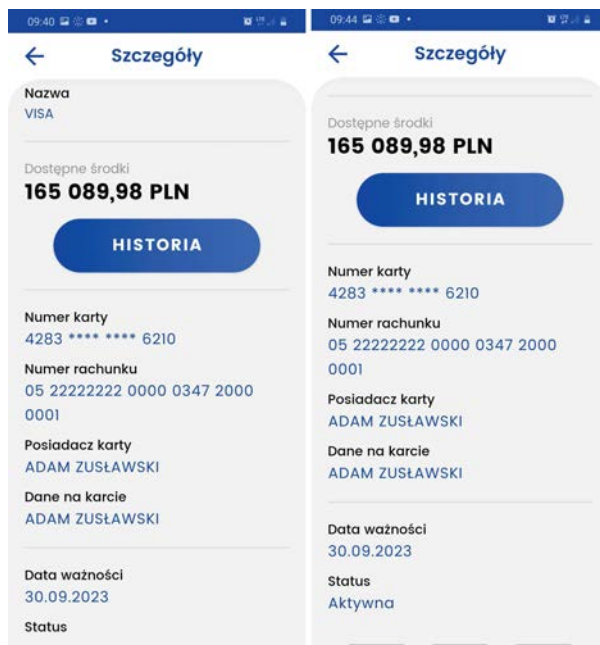 09:40
Szczegóły
Nazwa
VISA
Dostępne środki
165 089,98 PLN
HISTORIA
Numer karty
4283 **** **** 6210
Numer rachunku
05 22222222 0000 0347 2000
0001
Posiadacz karty
ADAM ZUSŁAWSKI
Dane na karcie
ADAM ZUSŁAWSKI
Data ważności
30.09.2023
Status
09:44
Szczegóły
Dostępne środki
165 089,98 PLN
HISTORIA
Numer karty
4283 **** **** 6210
Numer rachunku
05 22222222 0000 0347 2000
0001
Posiadacz karty
ADAM ZUSŁAWSKI
Dane na karcie
ADAM ZUSŁAWSKI
Data ważności
30.09.2023
Status
Aktywna